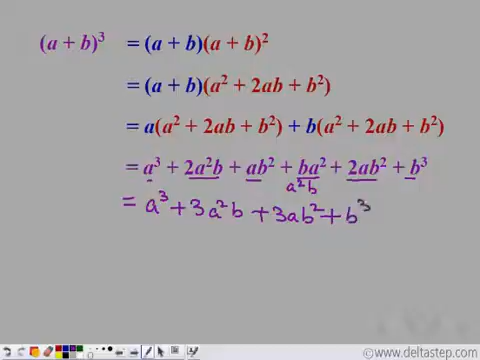 (a + b)³ = (a + b)(a + b)²
= (a + b)(a² + 2ab + b²)
= a(a² + 2ab + b²) + b(a² + 2ab + b²)
= a³ + 2a²b + ab² + ba² + 2ab² + b³
a²b
= a³ + 3a²b + 3ab² + b³
© www.deltastep.com